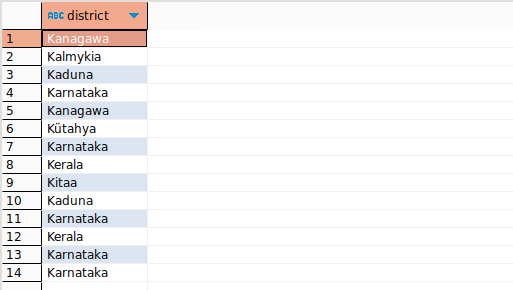 ABC district
1 Kanagawa
2 Kalmykia
3 Kaduna
4 Karnataka
5 Kanagawa
6 Kütahya
7 Karnataka
8 Kerala
9 Kitaa
10 Kaduna
11 Karnataka
12 Kerala
13 Karnataka
14 Karnataka